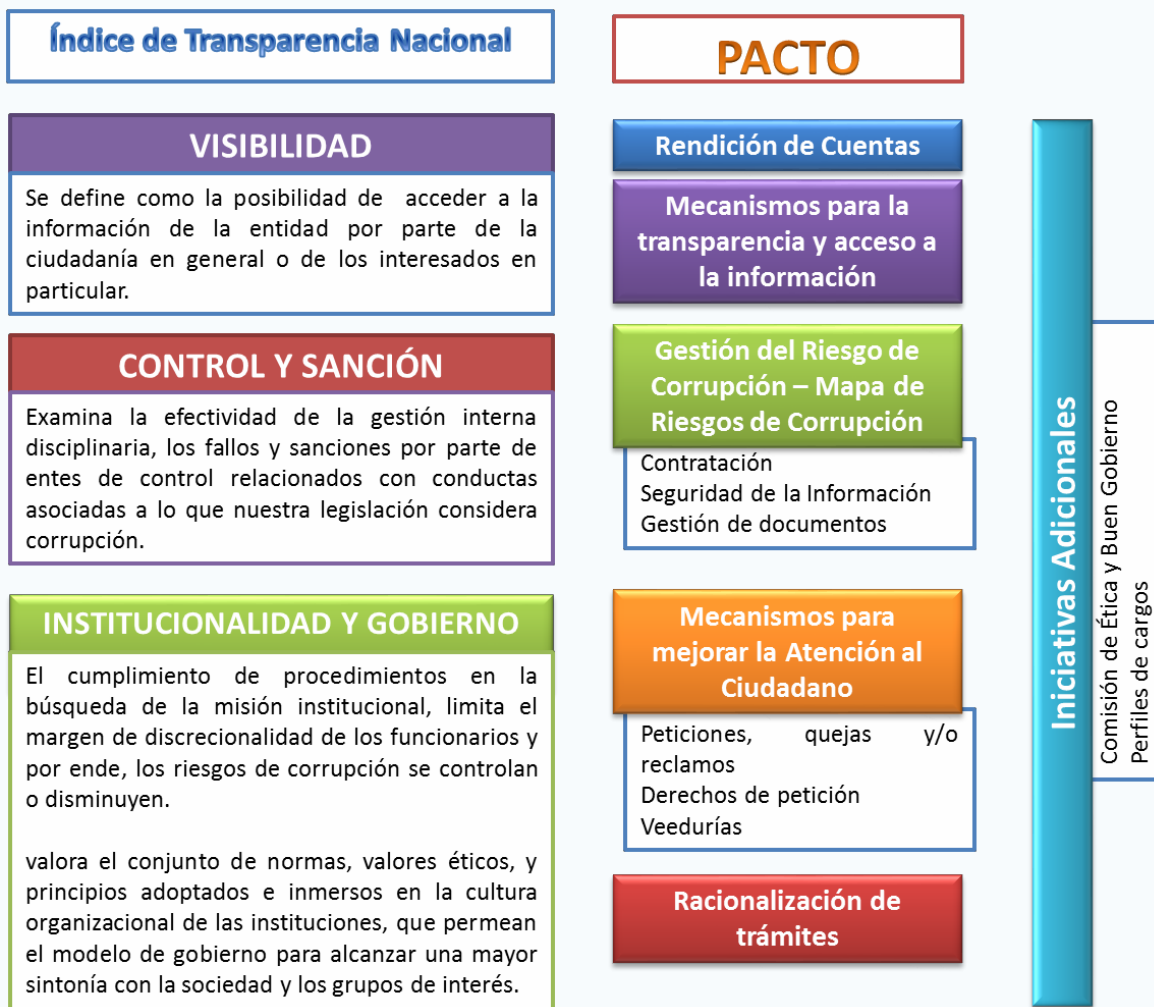 Índice de Transparencia Nacional
VISIBILIDAD
Se define como la posibilidad de acceder a la
información de la entidad por parte de la
ciudadanía en general o de los interesados en
particular.
CONTROL Y SANCIÓN
Examina la efectividad de la gestión interna
disciplinaria, los fallos y sanciones por parte de
entes de control relacionados con conductas
asociadas a lo que nuestra legislación considera
corrupción.
INSTITUCIONALIDAD Y GOBIERNO
El cumplimiento de procedimientos en la
búsqueda de la misión institucional, limita el
margen de discrecionalidad de los funcionarios y
por ende, los riesgos de corrupción se controlan
o disminuyen.
valora el conjunto de normas, valores éticos, y
principios adoptados e inmersos en la cultura
organizacional de las instituciones, que permean
el modelo de gobierno para alcanzar una mayor
sintonía con la sociedad y los grupos de interés.
PACTO
Rendición de Cuentas
Mecanismos para la
transparencia y acceso a
la información
Gestión del Riesgo de
Corrupción – Mapa de
Riesgos de Corrupción
Contratación
Seguridad de la Información
Gestión de documentos
Mecanismos para
mejorar la Atención al
Ciudadano
Peticiones, quejas y/o
reclamos
Derechos de petición
Veedurías
Racionalización de
trámites
Iniciativas Adicionales
Comisión de Ética y Buen Gobierno
Perfiles de cargos